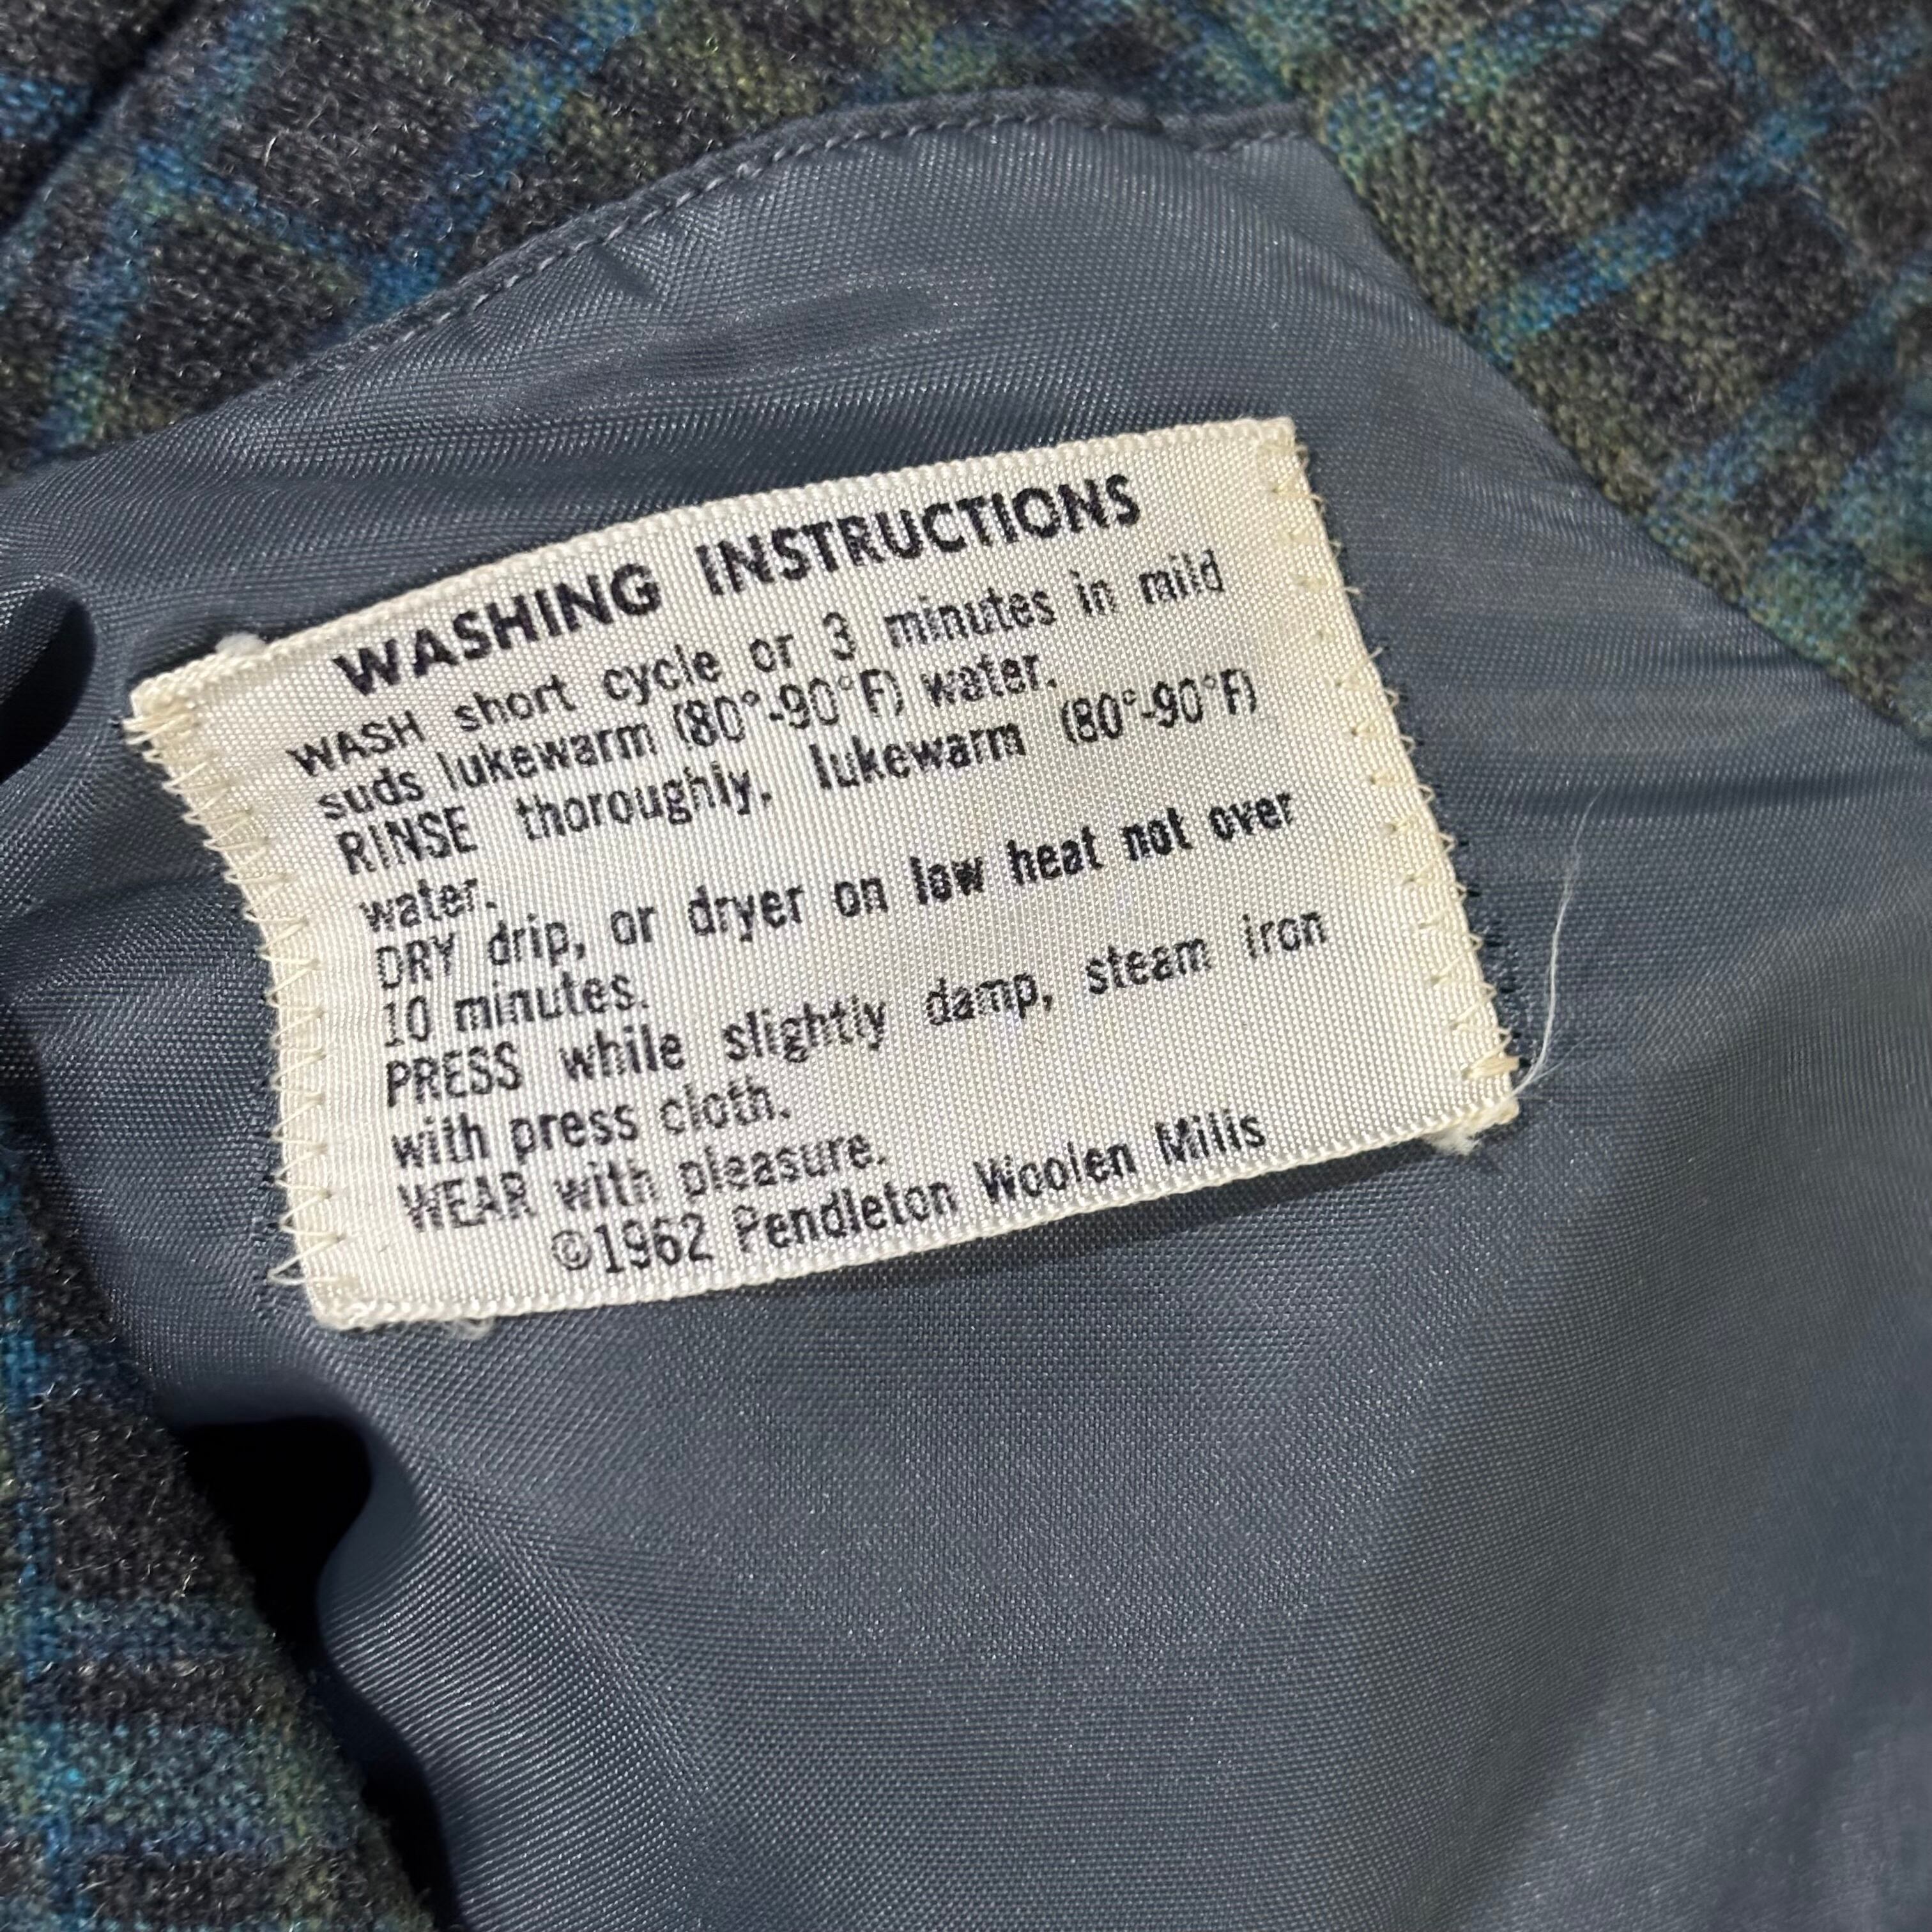 WASHING INSTRUCTIONS
WASH short cycle or 3 minutes in mild
suds lukewarm (80°-90°F) water.
RINSE thoroughly, lukewarm (80°-90°F)
water.
DRY drip, or dryer on low heat not over
10 minutes.
PRESS while slightly damp, steam iron
with press cloth.
WEAR with pleasure.
©1962 Pendleton Woolen Mills